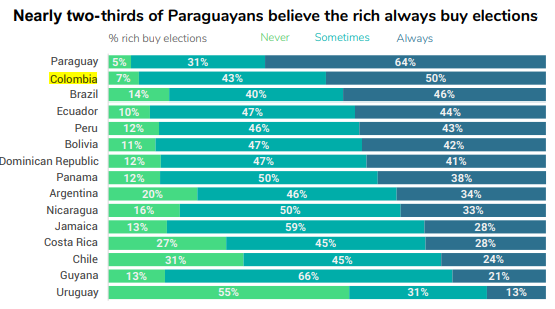 Nearly two-thirds of Paraguayans believe the rich always buy elections
% rich buy elections Never Sometimes Always
Paraguay 5% 31% 64%
Colombia 7% 43% 50%
Brazil 14% 40% 46%
Ecuador 10% 47% 44%
Peru 12% 46% 43%
Bolivia 11% 47% 42%
Dominican Republic 12% 47% 41%
Panama 12% 50% 38%
Argentina 20% 46% 34%
Nicaragua 16% 50% 33%
Jamaica 13% 59% 28%
Costa Rica 27% 45% 28%
Chile 31% 45% 24%
Guyana 13% 66% 21%
Uruguay 55% 31% 13%